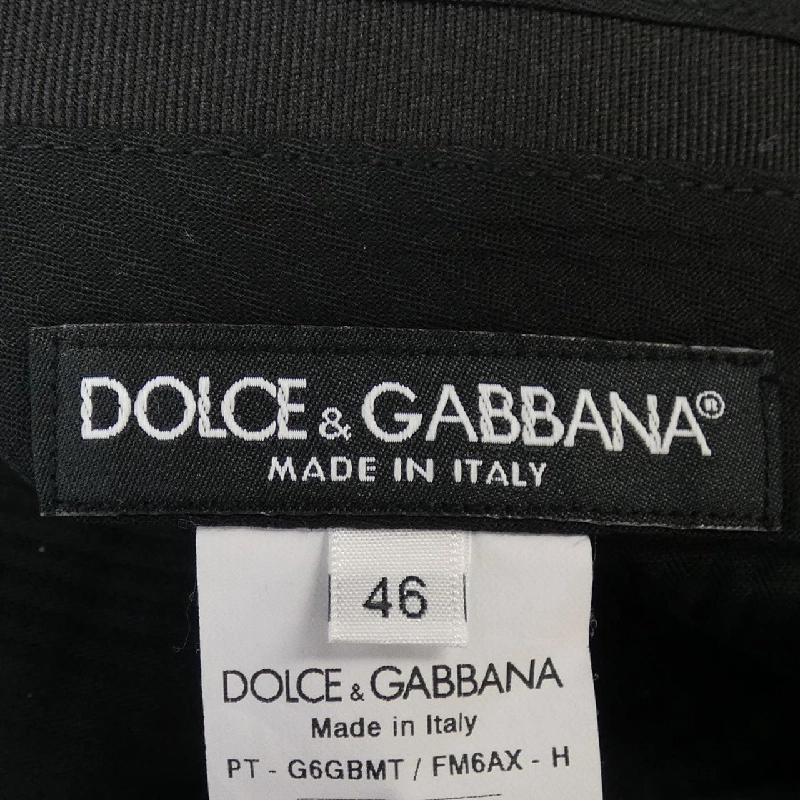 DOLCE & GABBANA®
MADE IN ITALY
46
DOLCE & GABBANA
Made in Italy
PT - G6GBMT / FM6AX - H